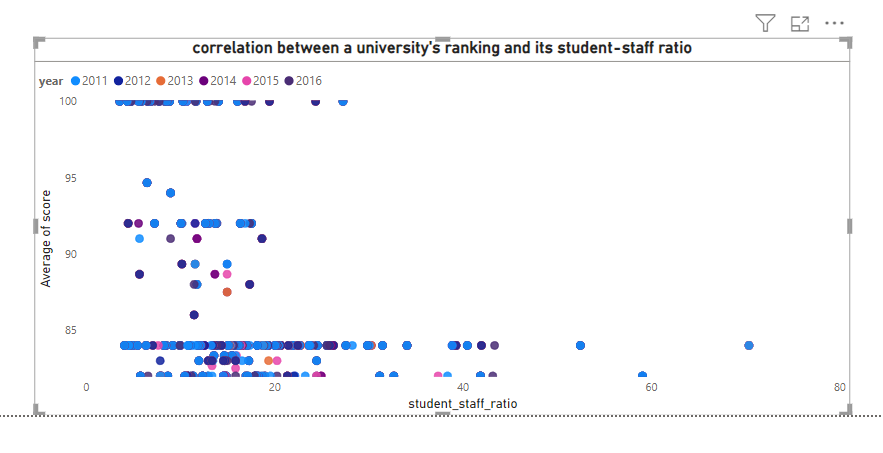 correlation between a university's ranking and its student-staff ratio
year 2011 2012 2013 2014 2015 2016
100
95
90
85
Average of score
0 20 40 60 80
student_staff_ratio